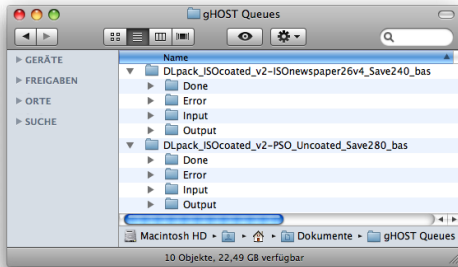 gHOST Queues
GERÄTE
FREIGABEN
ORTE
SUCHE
Name
DLpack_ISOcoated_v2-ISOnewspaper26v4_Save240_bas
Done
Error
Input
Output
DLpack_ISOcoated_v2-PSO_Uncoated_Save280_bas
Done
Error
Input
Output
Macintosh HD Dokumente gHOST Queues
10 Objekte, 22,49 GB verfügbar